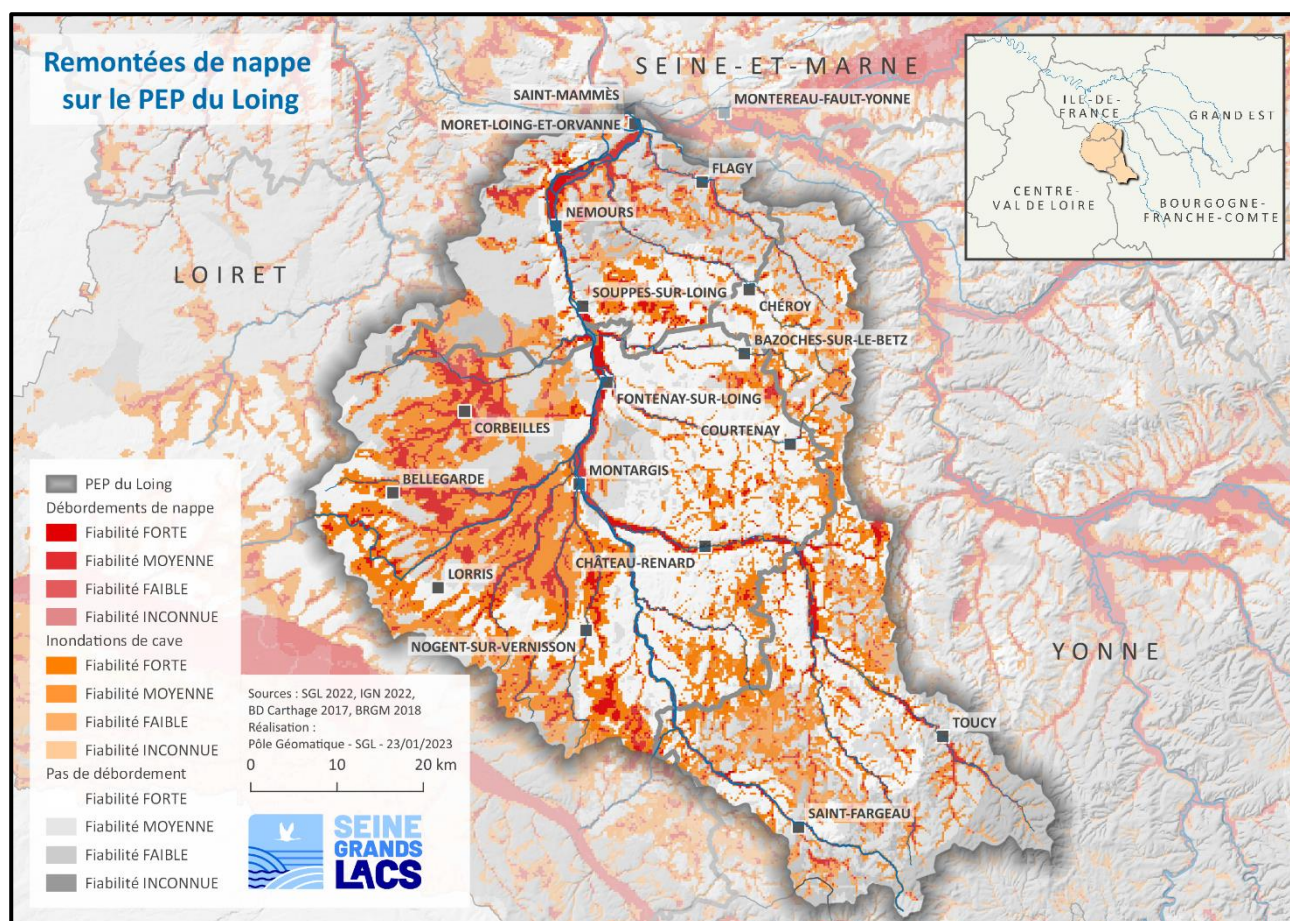 Remontées de nappe
sur le PEP du Loing
SEINE-ET-MARNE
SAINT-MAMMÈS
MONTEREAU-FAULT-YONNE
MORET-LOING-ET-ORVANNE
FLAGY
NEMOURS
LOIRET
SOUPPES-SUR-LOING
CHÉROY
BAZOCHES-SUR-LE-BETZ
FONTENAY-SUR-LOING
CORBEILLES
COURTENAY
MONTARGIS
BELLEGARDE
CHÂTEAU-RENARD
LORRIS
NOGENT-SUR-VERNISSON
YONNE
TOUCY
SAINT-FARGEAU
ILE-DE-
FRANCE
GRAND EST
CENTRE-
VAL DE LOIRE
BOURGOGNE-
FRANCHE-COMTE
PEP du Loing
Débordements de nappe
Fiabilité FORTE
Fiabilité MOYENNE
Fiabilité FAIBLE
Fiabilité INCONNUE
Inondations de cave
Fiabilité FORTE
Fiabilité MOYENNE
Fiabilité FAIBLE
Fiabilité INCONNUE
Pas de débordement
Fiabilité FORTE
Fiabilité MOYENNE
Fiabilité FAIBLE
Fiabilité INCONNUE
Sources : SGL 2022, IGN 2022,
BD Carthage 2017, BRGM 2018
Réalisation :
Pôle Géomatique - SGL - 23/01/2023
0 10 20 km
SEINE
GRANDS
LACS